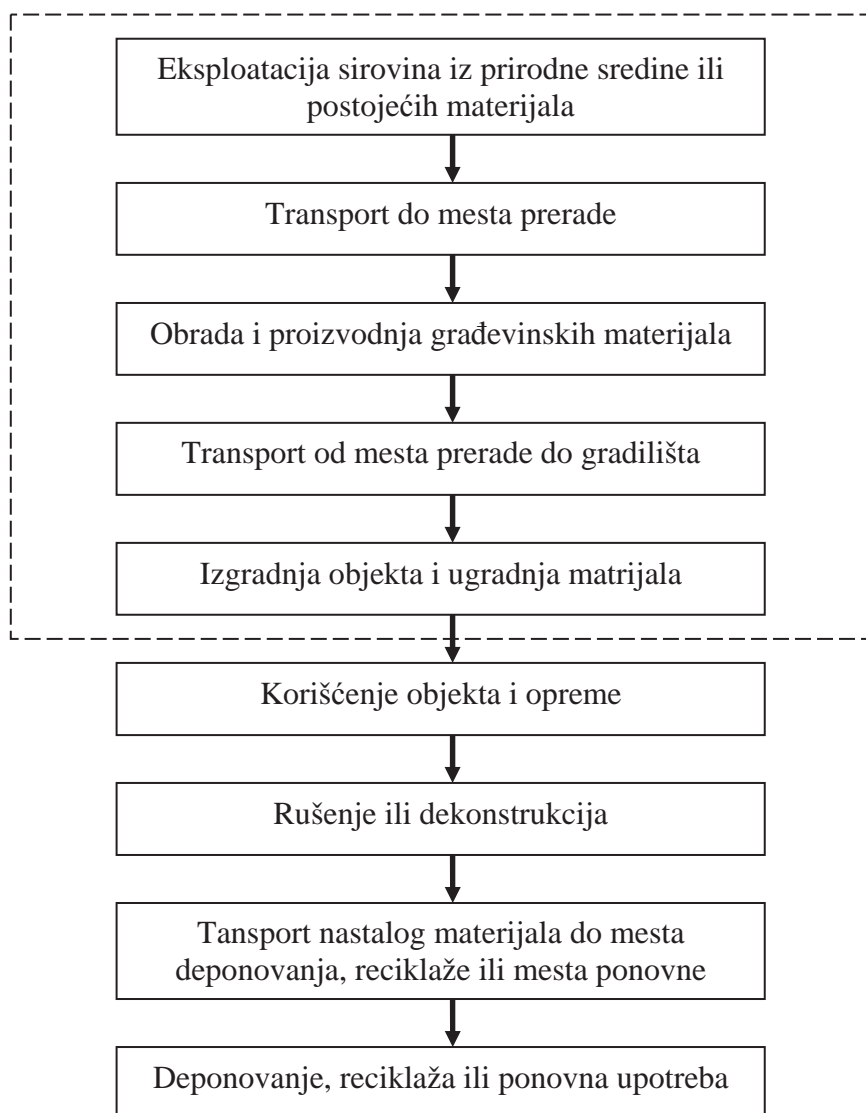 Eksploatacija sirovina iz prirodne sredine ili
postojećih materijala
Transport do mesta prerade
Obrada i proizvodnja građevinskih materijala
Transport od mesta prerade do gradilišta
Izgradnja objekta i ugradnja matrijala
Korišćenje objekta i opreme
Rušenje ili dekonstrukcija
Tansport nastalog materijala do mesta
deponovanja, reciklaže ili mesta ponovne
Deponovanje, reciklaža ili ponovna upotreba